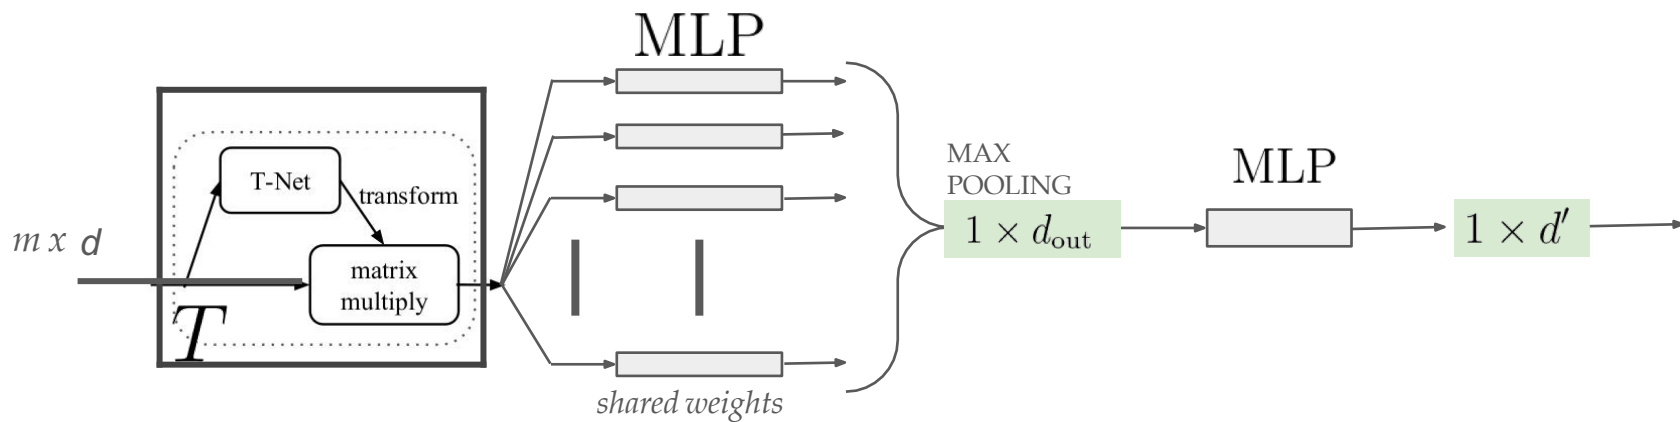 MLP
T-Net
transform
m x d
matrix
multiply
T
shared weights
MAX
POOLING
1 × d_out
MLP
1 × d′